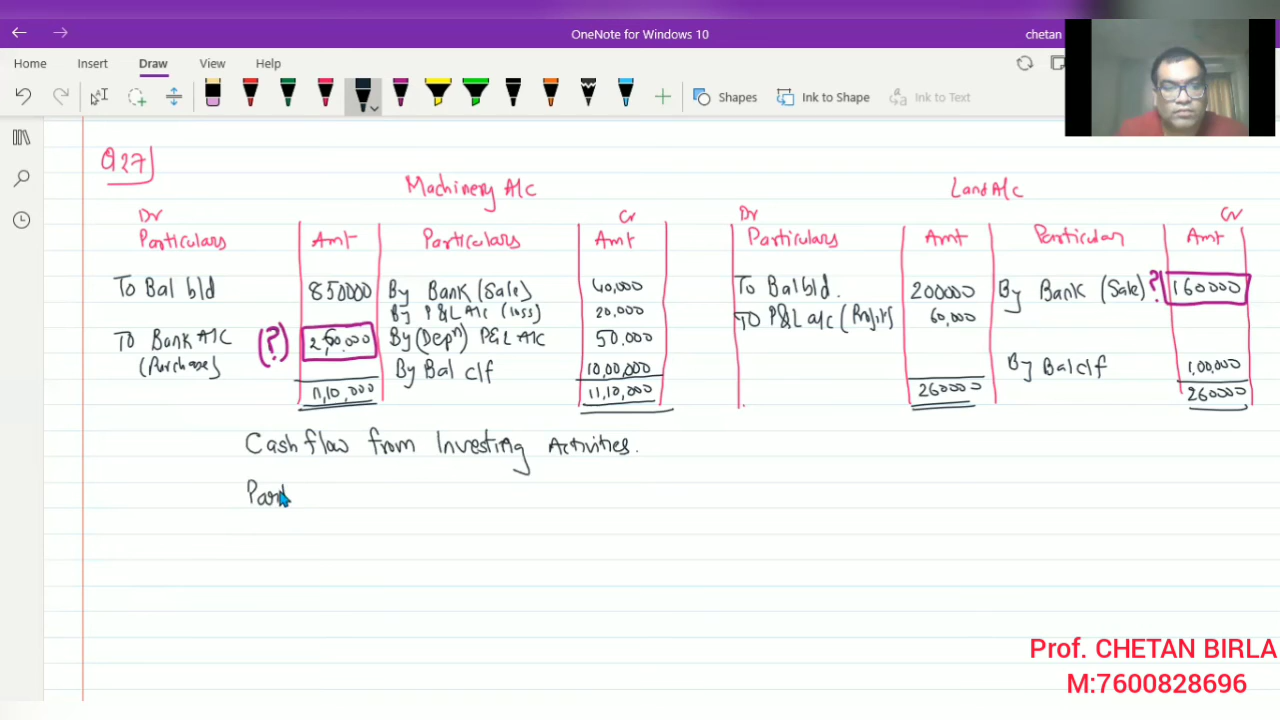 OneNote for Windows 10
chetan
Home Insert Draw View Help
Shapes Ink to Shape Ink to Text
Q27)
Machinery A/c
Land A/c
Dr Cr Dr Cr
Particulars Amt Particulars Amt Particulars Amt Particular Amt
To Bal b/d 850000 By Bank (Sale) 60,000 To Bal b/d. 200000 By Bank (Sale) ? 160000
By P&L A/c (loss) 20,000 To P&L a/c (Profit) 60,000
To Bank A/c (?) 2,60,000 By (Depn) P&L A/c 50.000
(Purchase) By Bal c/f 10,00,000 By Bal c/f 1,00,000
11,10,000 11,10,000 260000 260000
Cash flow from Investing Activities.
Part
Prof. CHETAN BIRLA
M:7600828696